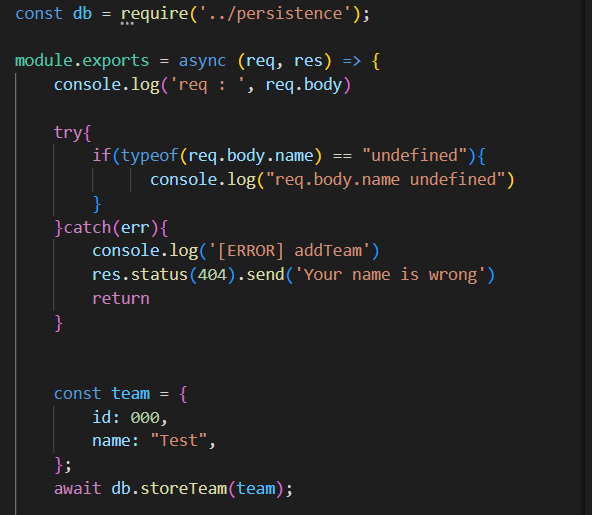 const db = require('../persistence');
module.exports = async (req, res) => {
console.log('req : ', req.body)
try{
if(typeof(req.body.name) == "undefined"){
console.log("req.body.name undefined")
}
}catch(err){
console.log('[ERROR] addTeam')
res.status(404).send('Your name is wrong')
return
}
const team = {
id: 000,
name: "Test",
};
await db.storeTeam(team);